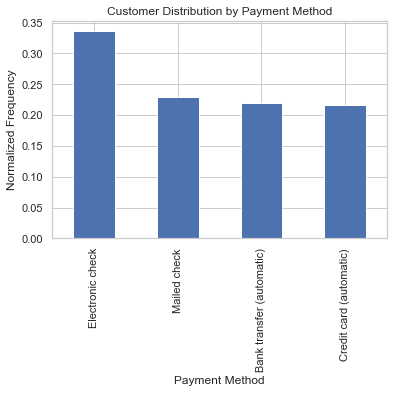 Customer Distribution by Payment Method
Normalized Frequency
0.35
0.30
0.25
0.20
0.15
0.10
0.05
0.00
Electronic check
Mailed check
Bank transfer (automatic)
Credit card (automatic)
Payment Method